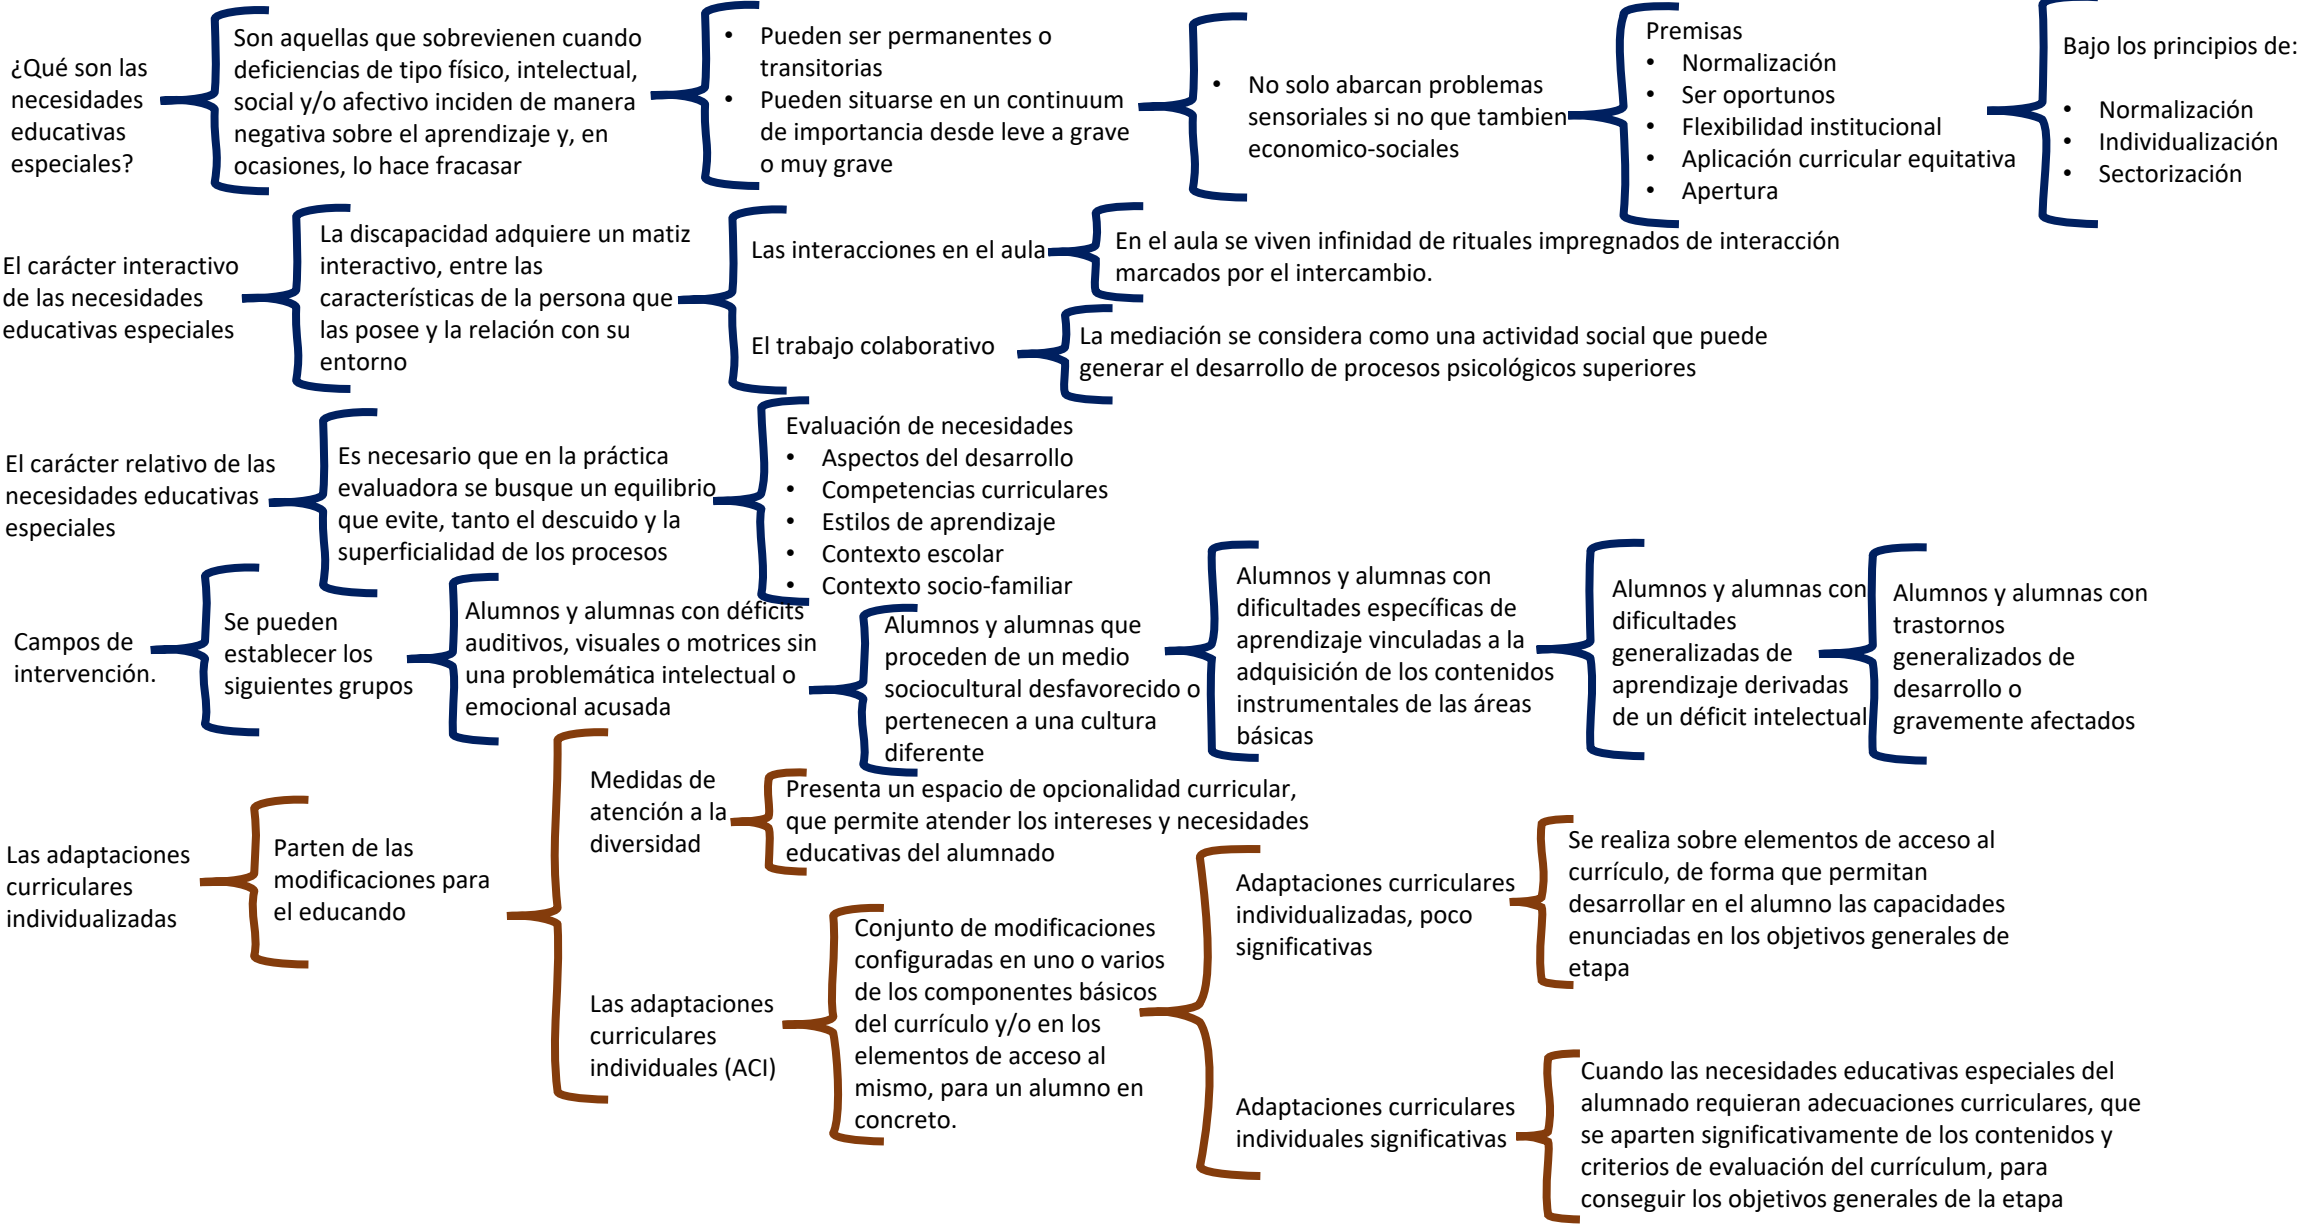 ¿Qué son las
necesidades
educativas
especiales?
Son aquellas que sobrevienen cuando
deficiencias de tipo físico, intelectual,
social y/o afectivo inciden de manera
negativa sobre el aprendizaje y, en
ocasiones, lo hace fracasar
• Pueden ser permanentes o
transitorias
• Pueden situarse en un continuum
de importancia desde leve a grave
o muy grave
• No solo abarcan problemas
sensoriales si no que tambien
economico-sociales
Premisas
• Normalización
• Ser oportunos
• Flexibilidad institucional
• Aplicación curricular equitativa
• Apertura
Bajo los principios de:
• Normalización
• Individualización
• Sectorización
El carácter interactivo
de las necesidades
educativas especiales
La discapacidad adquiere un matiz
interactivo, entre las
características de la persona que
las posee y la relación con su
entorno
Las interacciones en el aula
En el aula se viven infinidad de rituales impregnados de interacción
marcados por el intercambio.
El trabajo colaborativo
La mediación se considera como una actividad social que puede
generar el desarrollo de procesos psicológicos superiores
El carácter relativo de las
necesidades educativas
especiales
Es necesario que en la práctica
evaluadora se busque un equilibrio
que evite, tanto el descuido y la
superficialidad de los procesos
Evaluación de necesidades
• Aspectos del desarrollo
• Competencias curriculares
• Estilos de aprendizaje
• Contexto escolar
• Contexto socio-familiar
Campos de
intervención.
Se pueden
establecer los
siguientes grupos
Alumnos y alumnas con déficits
auditivos, visuales o motrices sin
una problemática intelectual o
emocional acusada
Alumnos y alumnas que
proceden de un medio
sociocultural desfavorecido o
pertenecen a una cultura
diferente
Alumnos y alumnas con
dificultades específicas de
aprendizaje vinculadas a la
adquisición de los contenidos
instrumentales de las áreas
básicas
Alumnos y alumnas con
dificultades
generalizadas de
aprendizaje derivadas
de un déficit intelectual
Alumnos y alumnas con
trastornos
generalizados de
desarrollo o
gravemente afectados
Las adaptaciones
curriculares
individualizadas
Parten de las
modificaciones para
el educando
Medidas de
atención a la
diversidad
Presenta un espacio de opcionalidad curricular,
que permite atender los intereses y necesidades
educativas del alumnado
Las adaptaciones
curriculares
individuales (ACI)
Conjunto de modificaciones
configuradas en uno o varios
de los componentes básicos
del currículo y/o en los
elementos de acceso al
mismo, para un alumno en
concreto.
Adaptaciones curriculares
individualizadas, poco
significativas
Se realiza sobre elementos de acceso al
currículo, de forma que permitan
desarrollar en el alumno las capacidades
enunciadas en los objetivos generales de
etapa
Adaptaciones curriculares
individuales significativas
Cuando las necesidades educativas especiales del
alumnado requieran adecuaciones curriculares, que
se aparten significativamente de los contenidos y
criterios de evaluación del currículum, para
conseguir los objetivos generales de la etapa